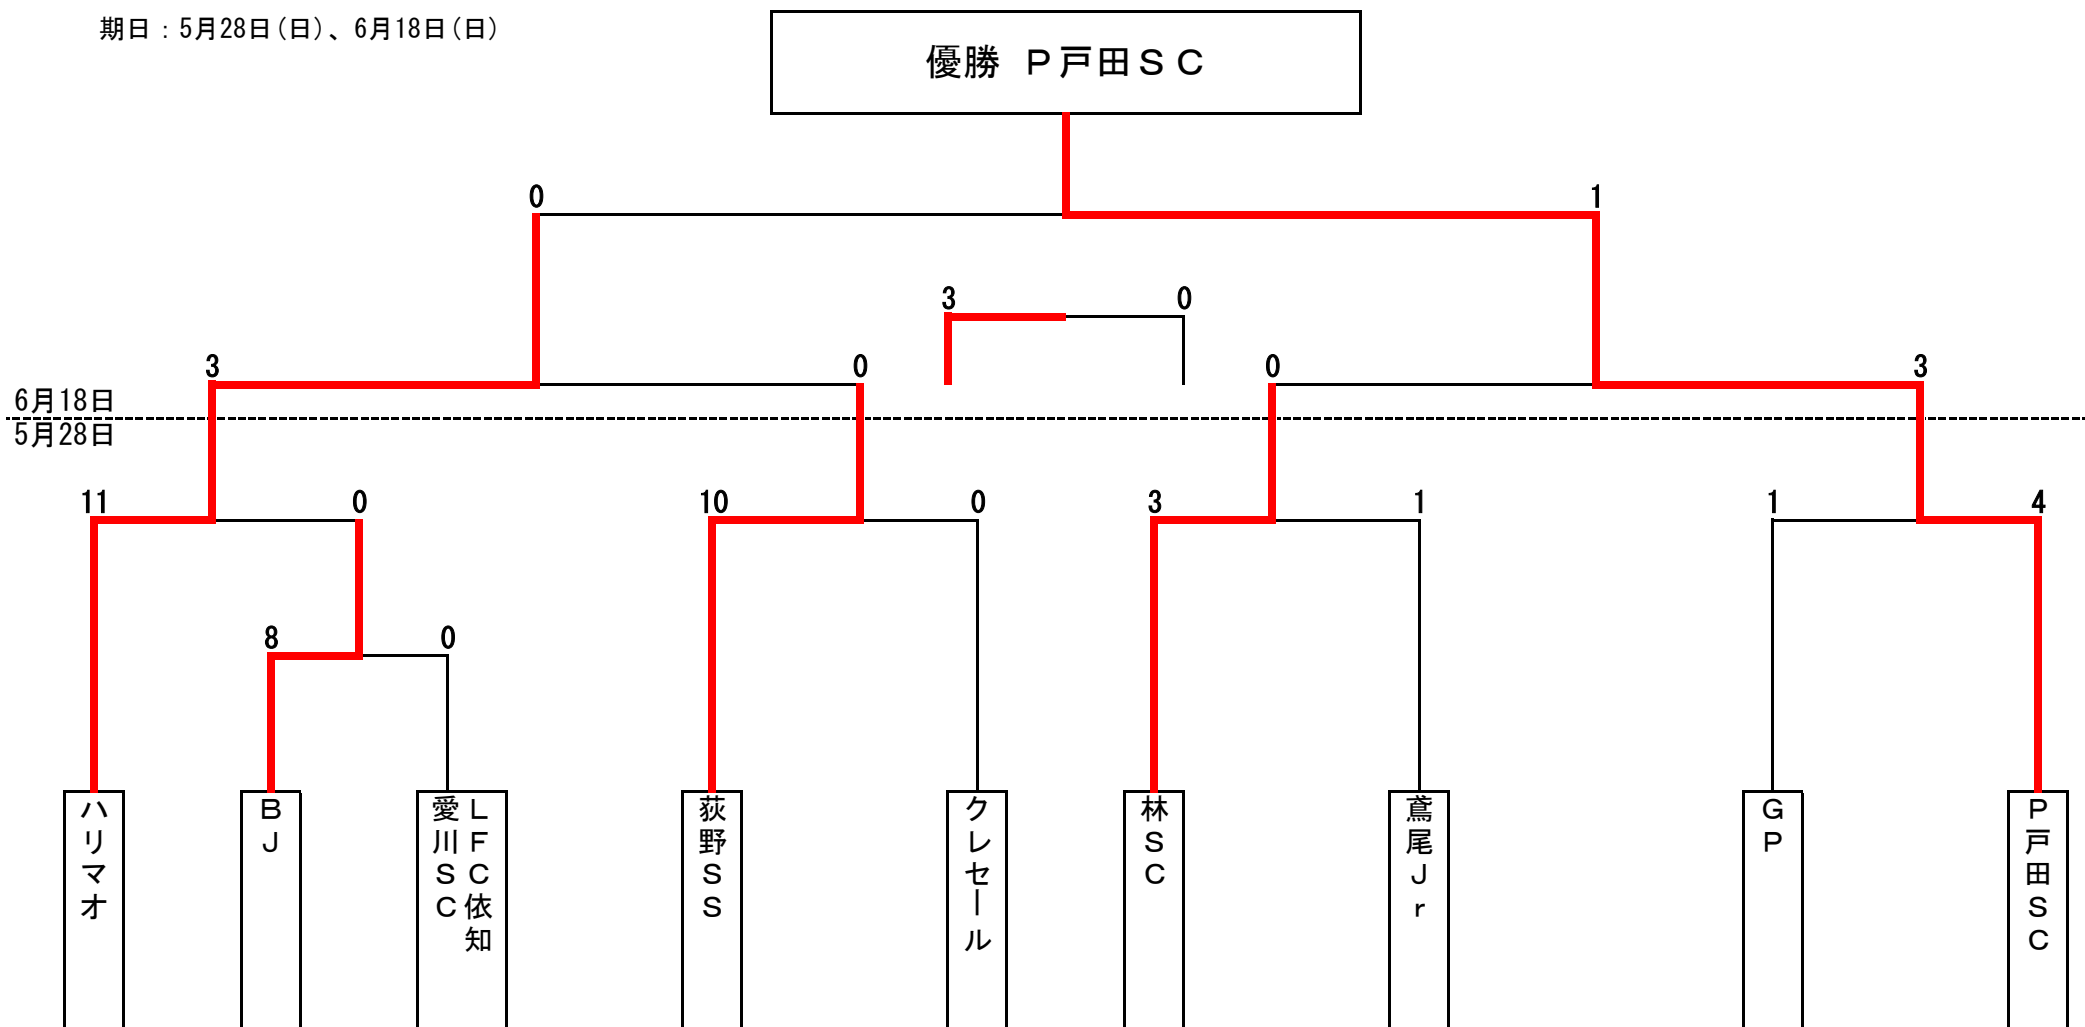 期日：5月28日(日)、6月18日(日)
優勝 Ｐ戸田ＳＣ
0
1
3
0
3
0
0
3
6月18日
5月28日
11
0
10
0
3
1
1
4
8
0
ハリマオ
ＢＪ
ＬＦＣ依知
愛川ＳＣ
荻野ＳＳ
クレセール
林ＳＣ
鳶尾Ｊｒ
ＧＰ
Ｐ戸田ＳＣ